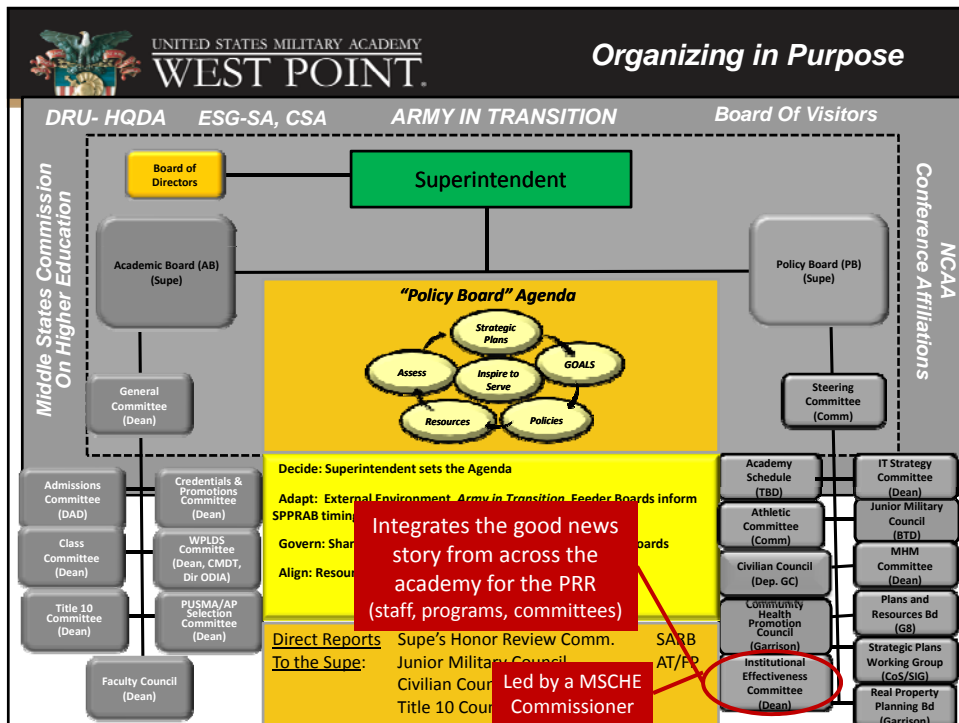 UNITED STATES MILITARY ACADEMY
WEST POINT.
Organizing in Purpose
DRU- HQDA
ESG-SA, CSA
ARMY IN TRANSITION
Board Of Visitors
Middle States Commission
On Higher Education
NCAA
Conference Affiliations
Board of
Directors
Superintendent
Academic Board (AB)
(Supe)
Policy Board (PB)
(Supe)
"Policy Board" Agenda
Strategic
Plans
GOALS
Policies
Resources
Assess
Inspire to
Serve
General
Committee
(Dean)
Steering
Committee
(Comm)
Admissions
Committee
(DAD)
Credentials &
Promotions
Committee
(Dean)
Class
Committee
(Dean)
WPLDS
Committee
(Dean, CMDT,
Dir ODIA)
Title 10
Committee
(Dean)
PUSMA/AP
Selection
Committee
(Dean)
Faculty Council
(Dean)
Decide: Superintendent sets the Agenda
Adapt: External Environment, Army in Transition, Feeder Boards inform
SPPRAB timing
Govern: Shar
oards
Align: Resour
Integrates the good news
story from across the
academy for the PRR
(staff, programs, committees)
Direct Reports
To the Supe:
Supe's Honor Review Comm.
Junior Military Council
Civilian Coun
Title 10 Coun
SARB
AT/FP
Led by a MSCHE
Commissioner
Academy
Schedule
(TBD)
IT Strategy
Committee
(Dean)
Athletic
Committee
(Comm)
Junior Military
Council
(BTD)
Civilian Council
(Dep. GC)
MHM
Committee
(Dean)
Community
Health
Promotion
Council
(Garrison)
Plans and
Resources Bd
(G8)
Institutional
Effectiveness
Committee
(Dean)
Strategic Plans
Working Group
(CoS/SIG)
Real Property
Planning Bd
(Garrison)